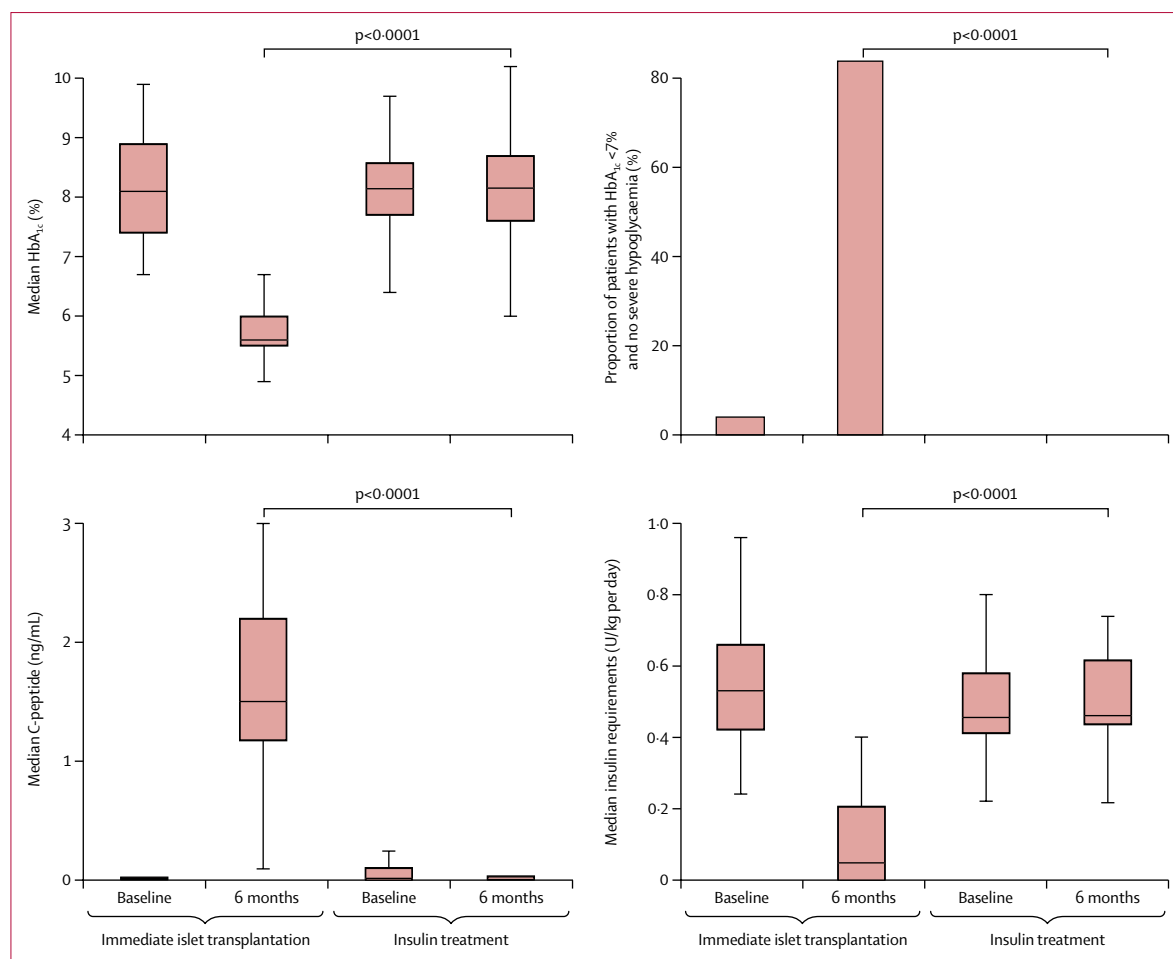 p<0·0001
Median HbA1c (%)
10
9
8
7
6
5
4
p<0·0001
Proportion of patients with HbA1c <7%
and no severe hypoglycaemia (%)
80
60
40
20
0
p<0·0001
Median C-peptide (ng/mL)
3
2
1
0
Baseline
6 months
Baseline
6 months
Immediate islet transplantation
Insulin treatment
p<0·0001
Median insulin requirements (U/kg per day)
1·0
0·8
0·6
0·4
0·2
0
Baseline
6 months
Baseline
6 months
Immediate islet transplantation
Insulin treatment